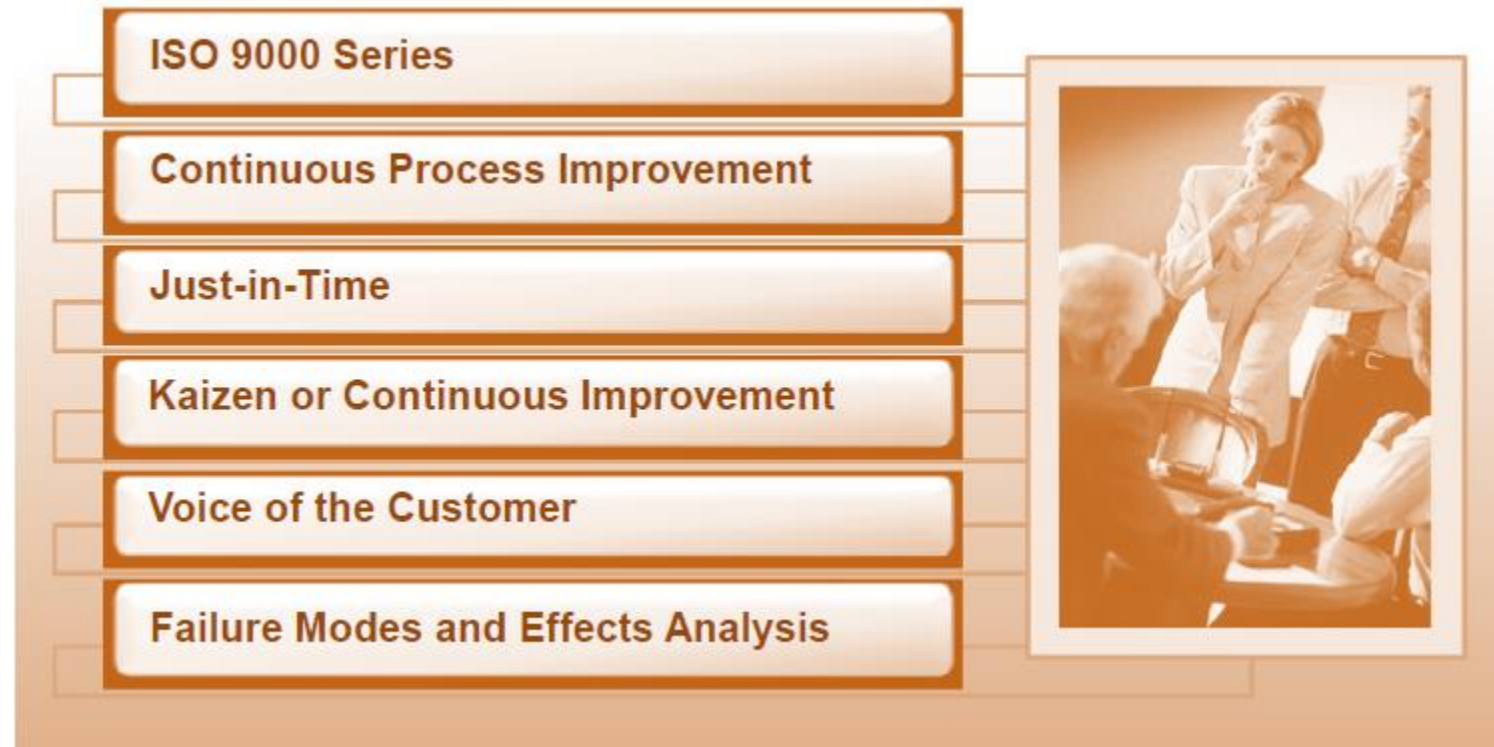 ISO 9000 Series
Continuous Process Improvement
Just-in-Time
Kaizen or Continuous Improvement
Voice of the Customer
Failure Modes and Effects Analysis